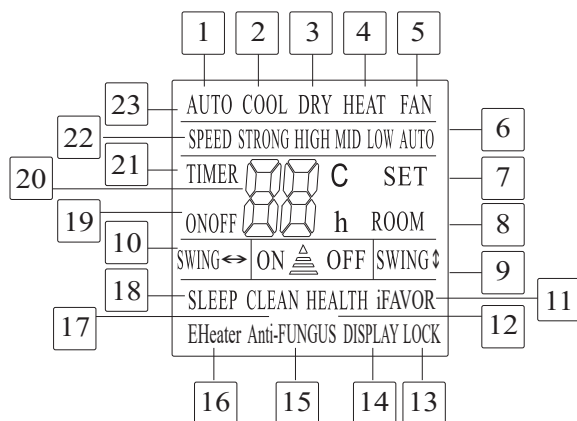 1 2 3 4 5
23 AUTO COOL DRY HEAT FAN
22 SPEED STRONG HIGH MID LOW AUTO 6
21 TIMER 88 C SET 7
20
19 ONOFF h ROOM 8
10 SWING↔ ON OFF SWING↕ 9
18 SLEEP CLEAN HEALTH iFAVOR 11
17 EHeater Anti-FUNGUS DISPLAY LOCK 12
16 15 14 13